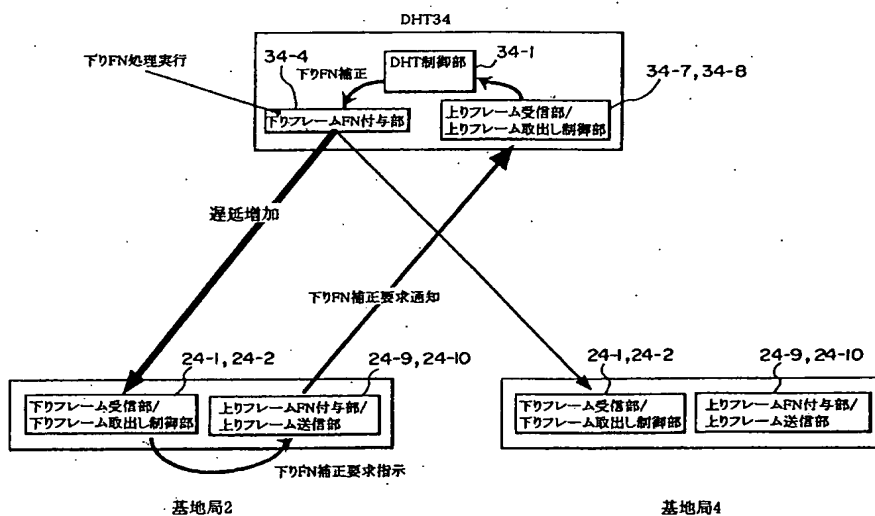 DHT34
下りFN処理実行
34-4
下りFN補正
DHT制御部
34-1
34-7, 34-8
下りフレームFN付与部
上りフレーム受信部/
上りフレーム取出し制御部
遅延増加
下りFN補正要求通知
24-1, 24-2
24-9, 24-10
24-1, 24-2
24-9, 24-10
下りフレーム受信部/
下りフレーム取出し制御部
上りフレームFN付与部/
上りフレーム送信部
下りフレーム受信部/
下りフレーム取出し制御部
上りフレームFN付与部/
上りフレーム送信部
下りFN補正要求指示
基地局2
基地局4